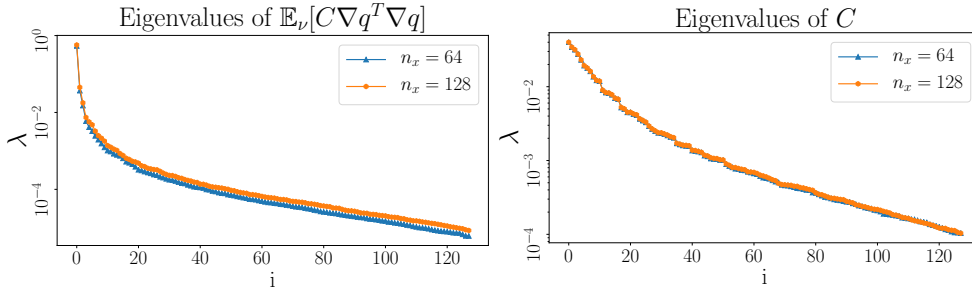 Eigenvalues of 𝔼_ν[C∇q^T∇q]
λ
10^0
10^{-2}
10^{-4}
n_x = 64
n_x = 128
0 20 40 60 80 100 120
i
Eigenvalues of C
λ
10^{-2}
10^{-3}
10^{-4}
n_x = 64
n_x = 128
0 20 40 60 80 100 120
i